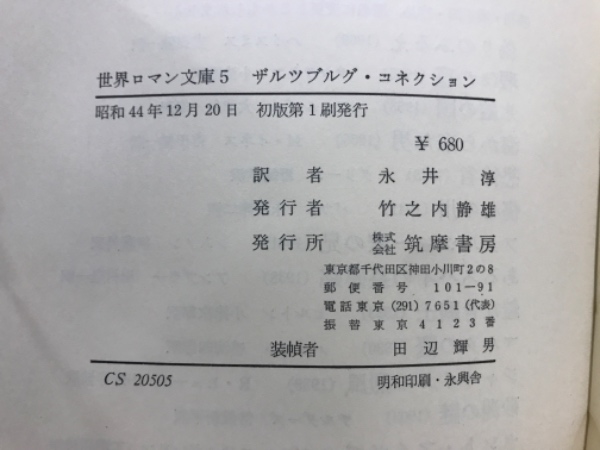 世界ロマン文庫5 ザルツブルグ・コネクション
昭和44年12月20日 初版第1刷発行
¥ 680
訳者 永井淳
発行者 竹之内静雄
発行所 株式会社 筑摩書房
東京都千代田区神田小川町2の8
郵便番号 101―91
電話東京 (291) 7651 (代表)
振替東京 4123番
装幀者 田辺輝男
CS 20505 明和印刷・永興舎